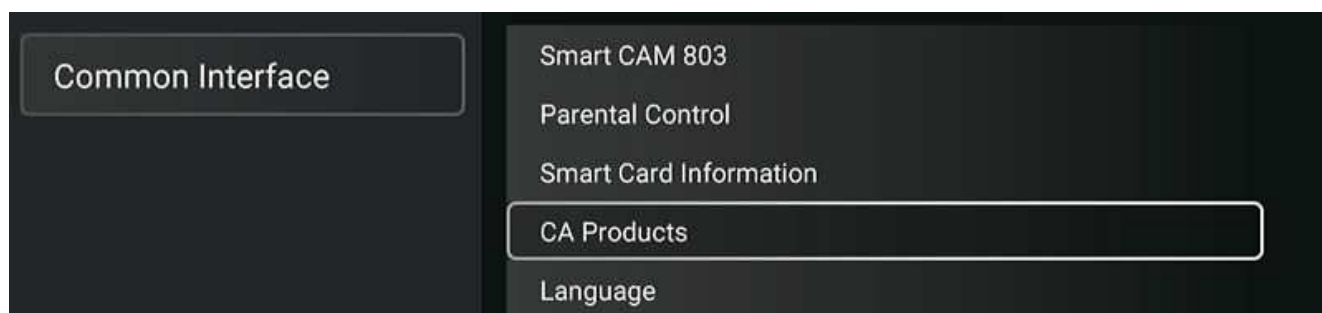 Common Interface
Smart CAM 803
Parental Control
Smart Card Information
CA Products
Language